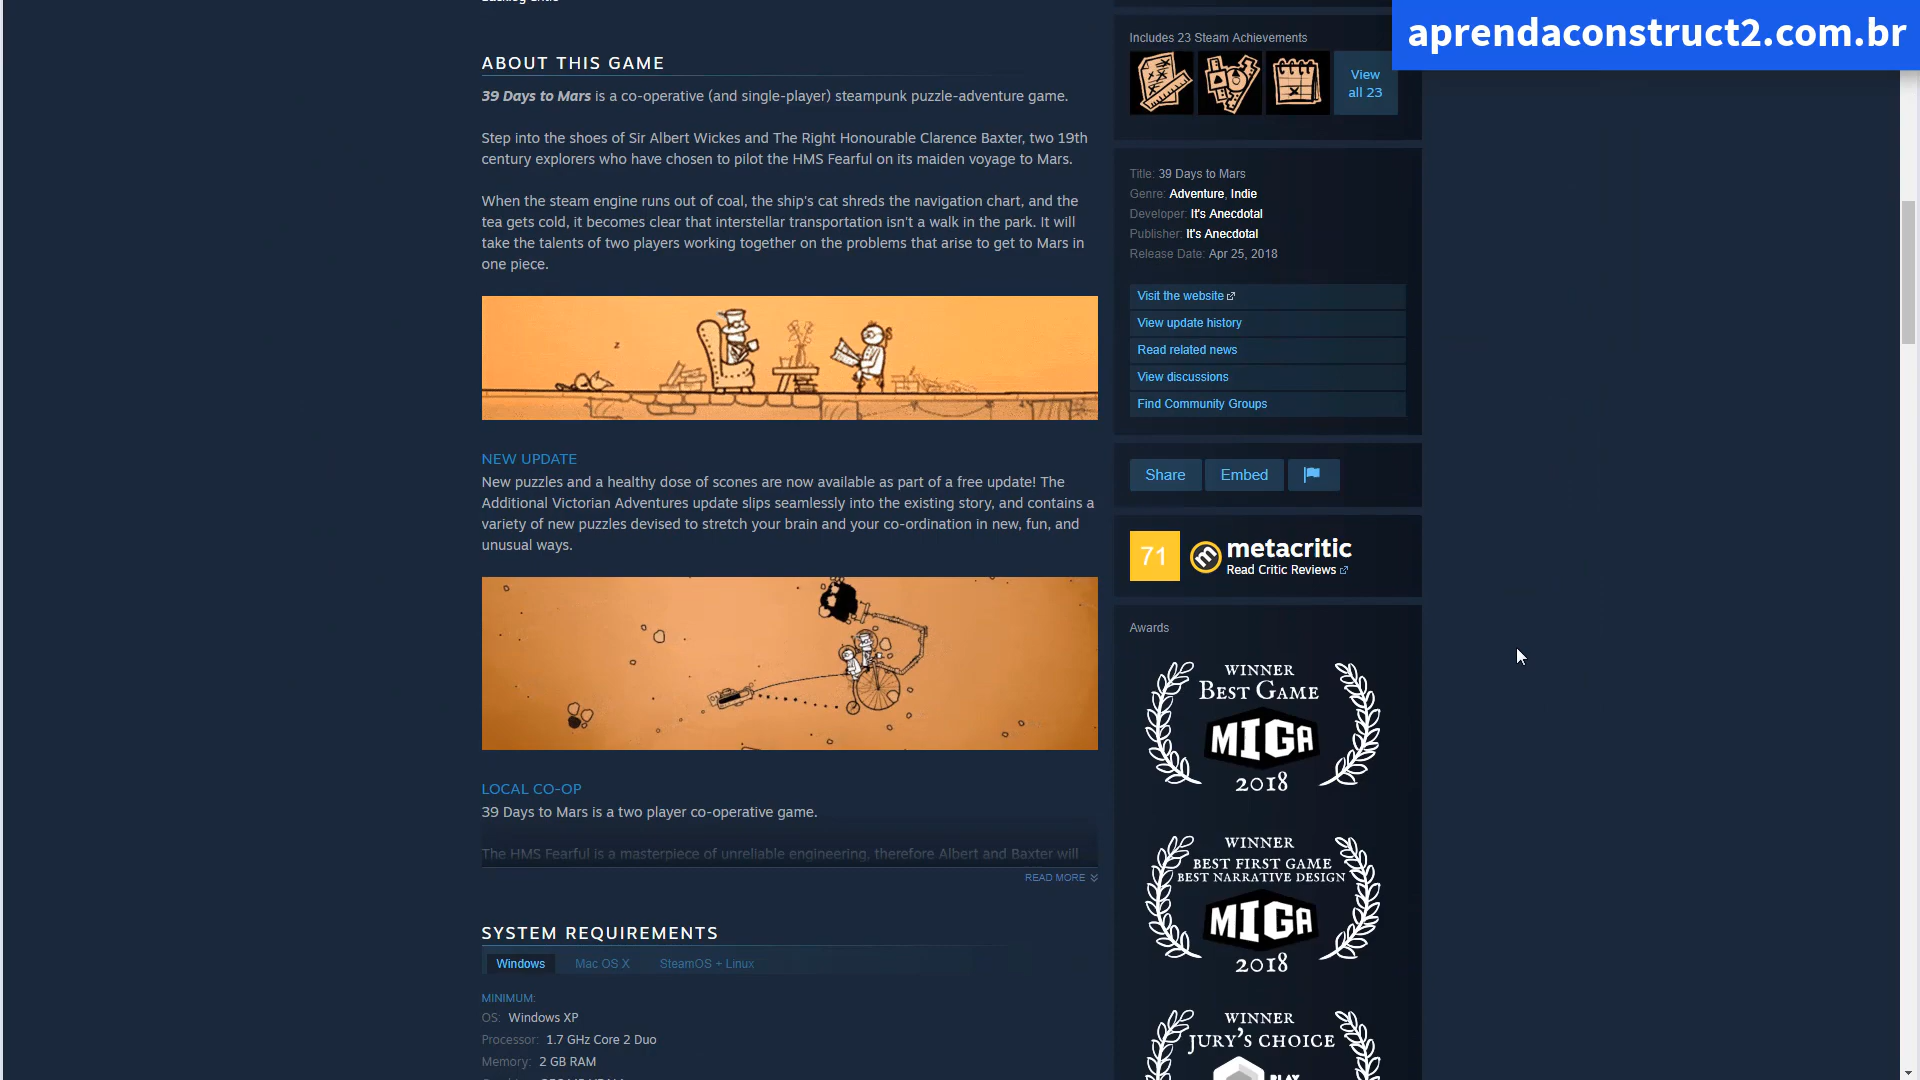 aprendaconstruct2.com.br
ABOUT THIS GAME
39 Days to Mars is a co-operative (and single-player) steampunk puzzle-adventure game.
Step into the shoes of Sir Albert Wickes and The Right Honourable Clarence Baxter, two 19th
century explorers who have chosen to pilot the HMS Fearful on its maiden voyage to Mars.
When the steam engine runs out of coal, the ship's cat shreds the navigation chart, and the
tea gets cold, it becomes clear that interstellar transportation isn't a walk in the park. It will
take the talents of two players working together on the problems that arise to get to Mars in
one piece.
z
NEW UPDATE
New puzzles and a healthy dose of scones are now available as part of a free update! The
Additional Victorian Adventures update slips seamlessly into the existing story, and contains a
variety of new puzzles devised to stretch your brain and your co-ordination in new, fun, and
unusual ways.
LOCAL CO-OP
39 Days to Mars is a two player co-operative game.
The HMS Fearful is a masterpiece of unreliable engineering, therefore Albert and Baxter will
READ MORE
SYSTEM REQUIREMENTS
Windows
Mac OS X
SteamOS + Linux
MINIMUM:
OS: Windows XP
Processor: 1.7 GHz Core 2 Duo
Memory: 2 GB RAM
Includes 23 Steam Achievements
View
all 23
Title: 39 Days to Mars
Genre: Adventure, Indie
Developer: It's Anecdotal
Publisher: It's Anecdotal
Release Date: Apr 25, 2018
Visit the website
View update history
Read related news
View discussions
Find Community Groups
Share
Embed
71
metacritic
Read Critic Reviews
Awards
WINNER
BEST GAME
MIGA
2018
WINNER
BEST FIRST GAME
BEST NARRATIVE DESIGN
MIGA
2018
WINNER
JURY'S CHOICE
PLAY